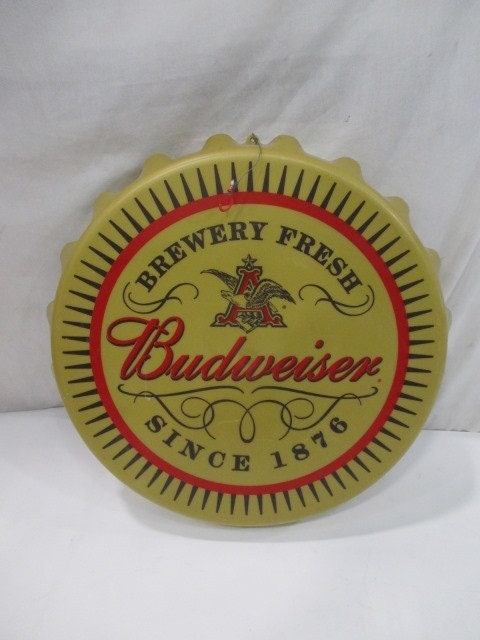 BREWERY FRESH
A
Budweiser
SINCE 1876